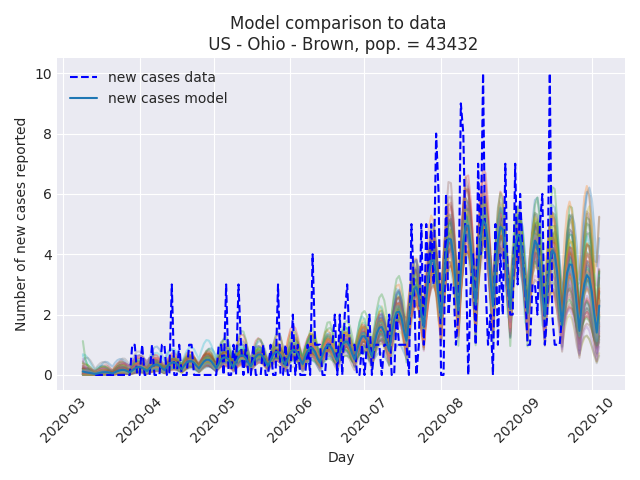 Model comparison to data
US - Ohio - Brown, pop. = 43432
new cases data
new cases model
Number of new cases reported
10
8
6
4
2
0
2020-03
2020-04
2020-05
2020-06
2020-07
2020-08
2020-09
2020-10
Day